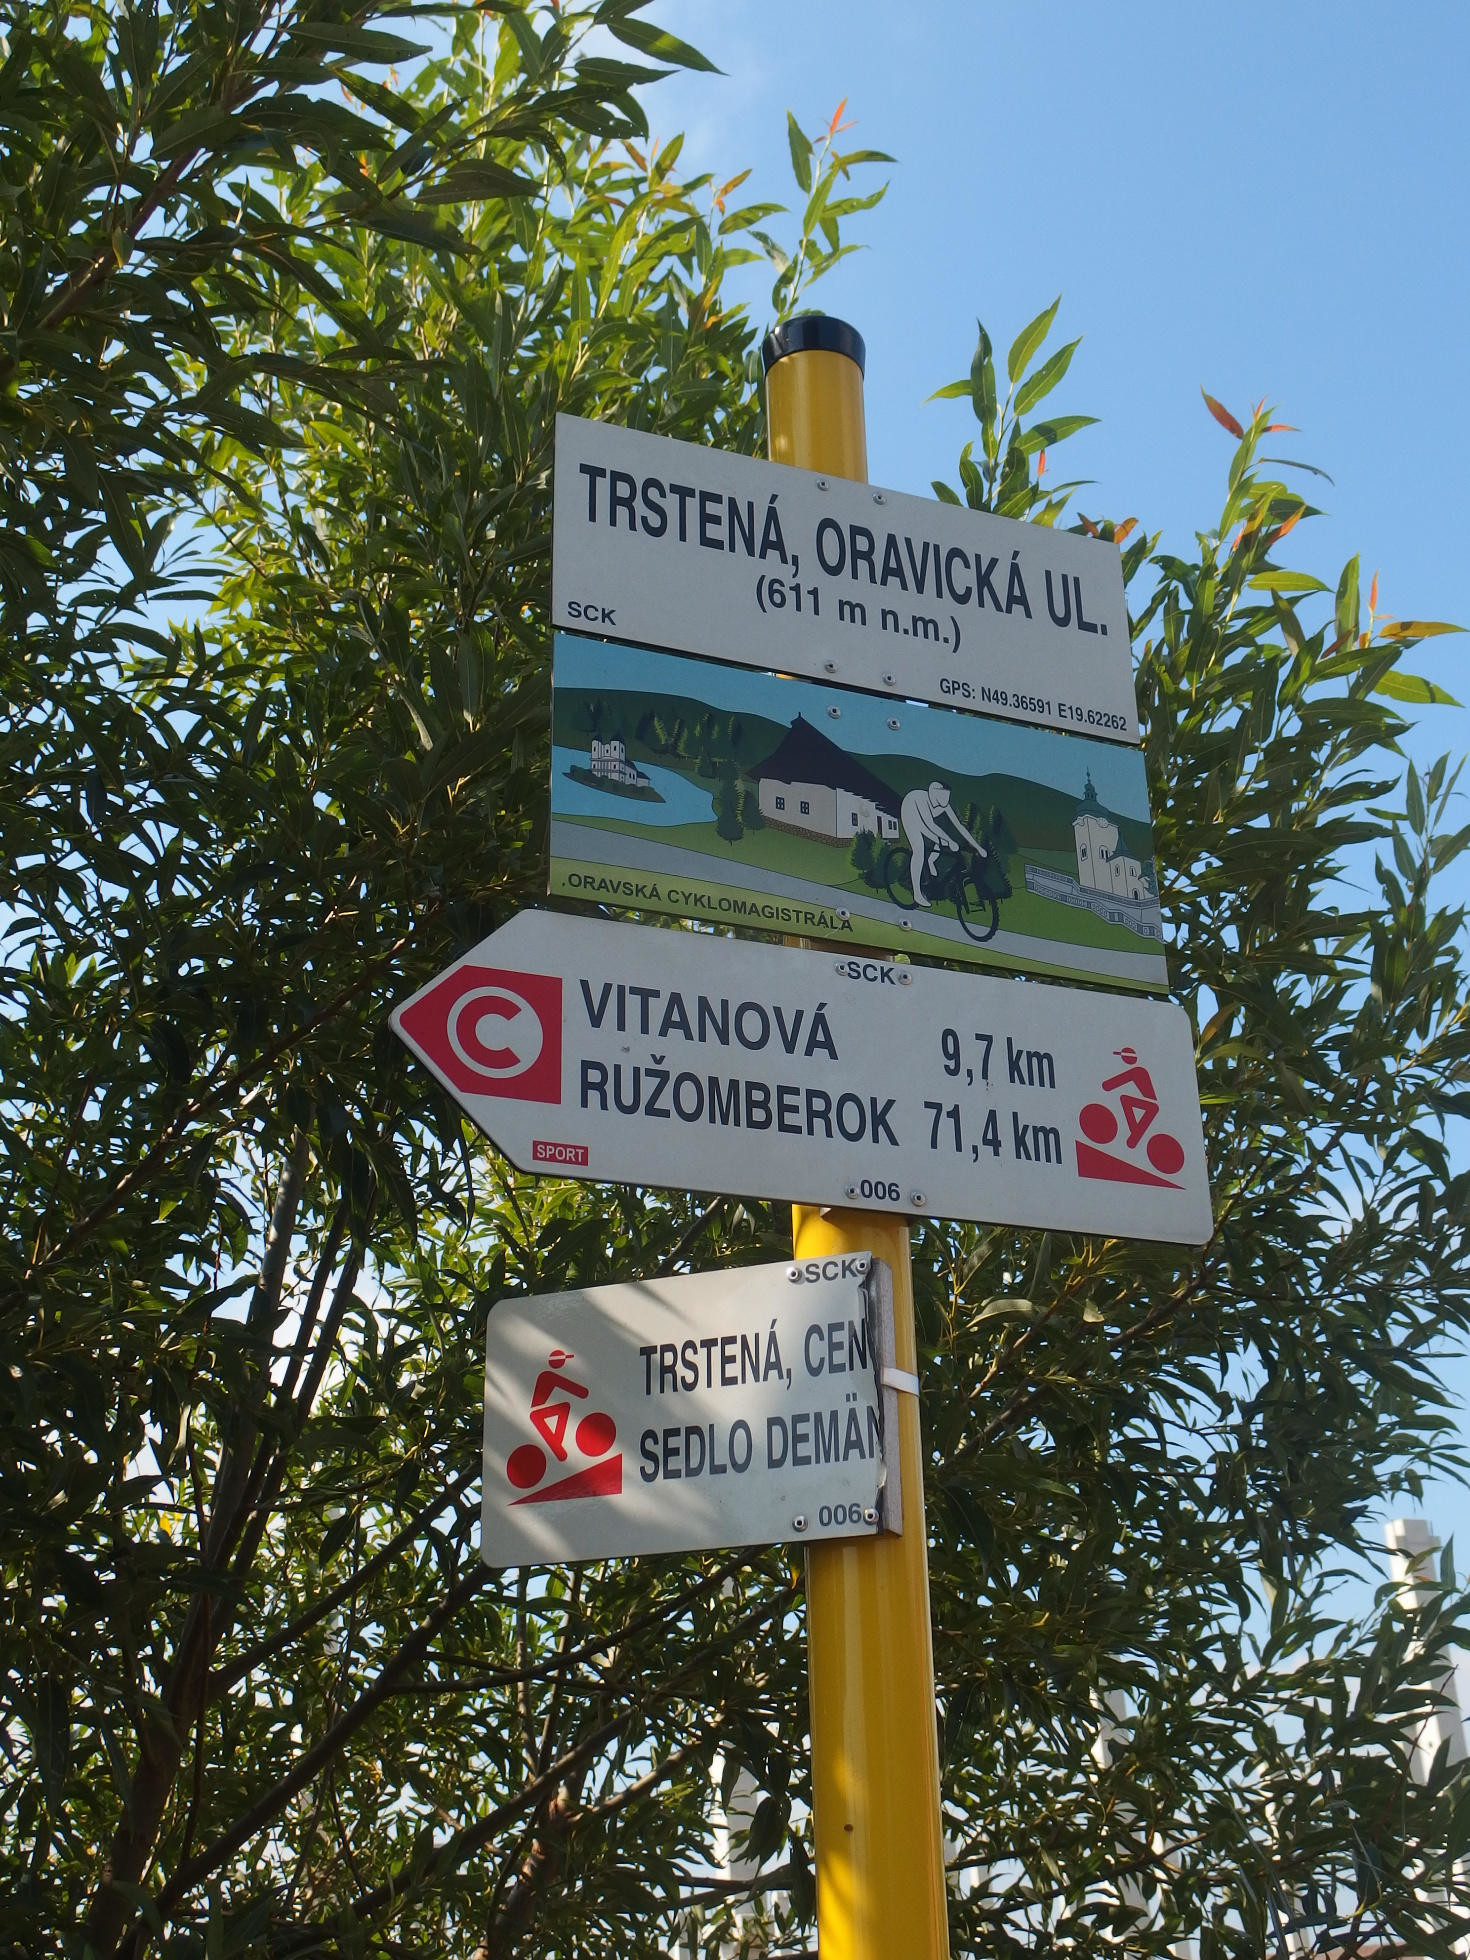 TRSTENÁ, ORAVICKÁ UL.
(611 m n.m.)
SCK
GPS: N49.36591 E19.62262
ORAVSKÁ CYKLOMAGISTRÁLA
SCK
C
VITANOVÁ 9,7 km
RUŽOMBEROK 71,4 km
SPORT
006
SCK
TRSTENÁ, CEN
SEDLO DEMÄN
006